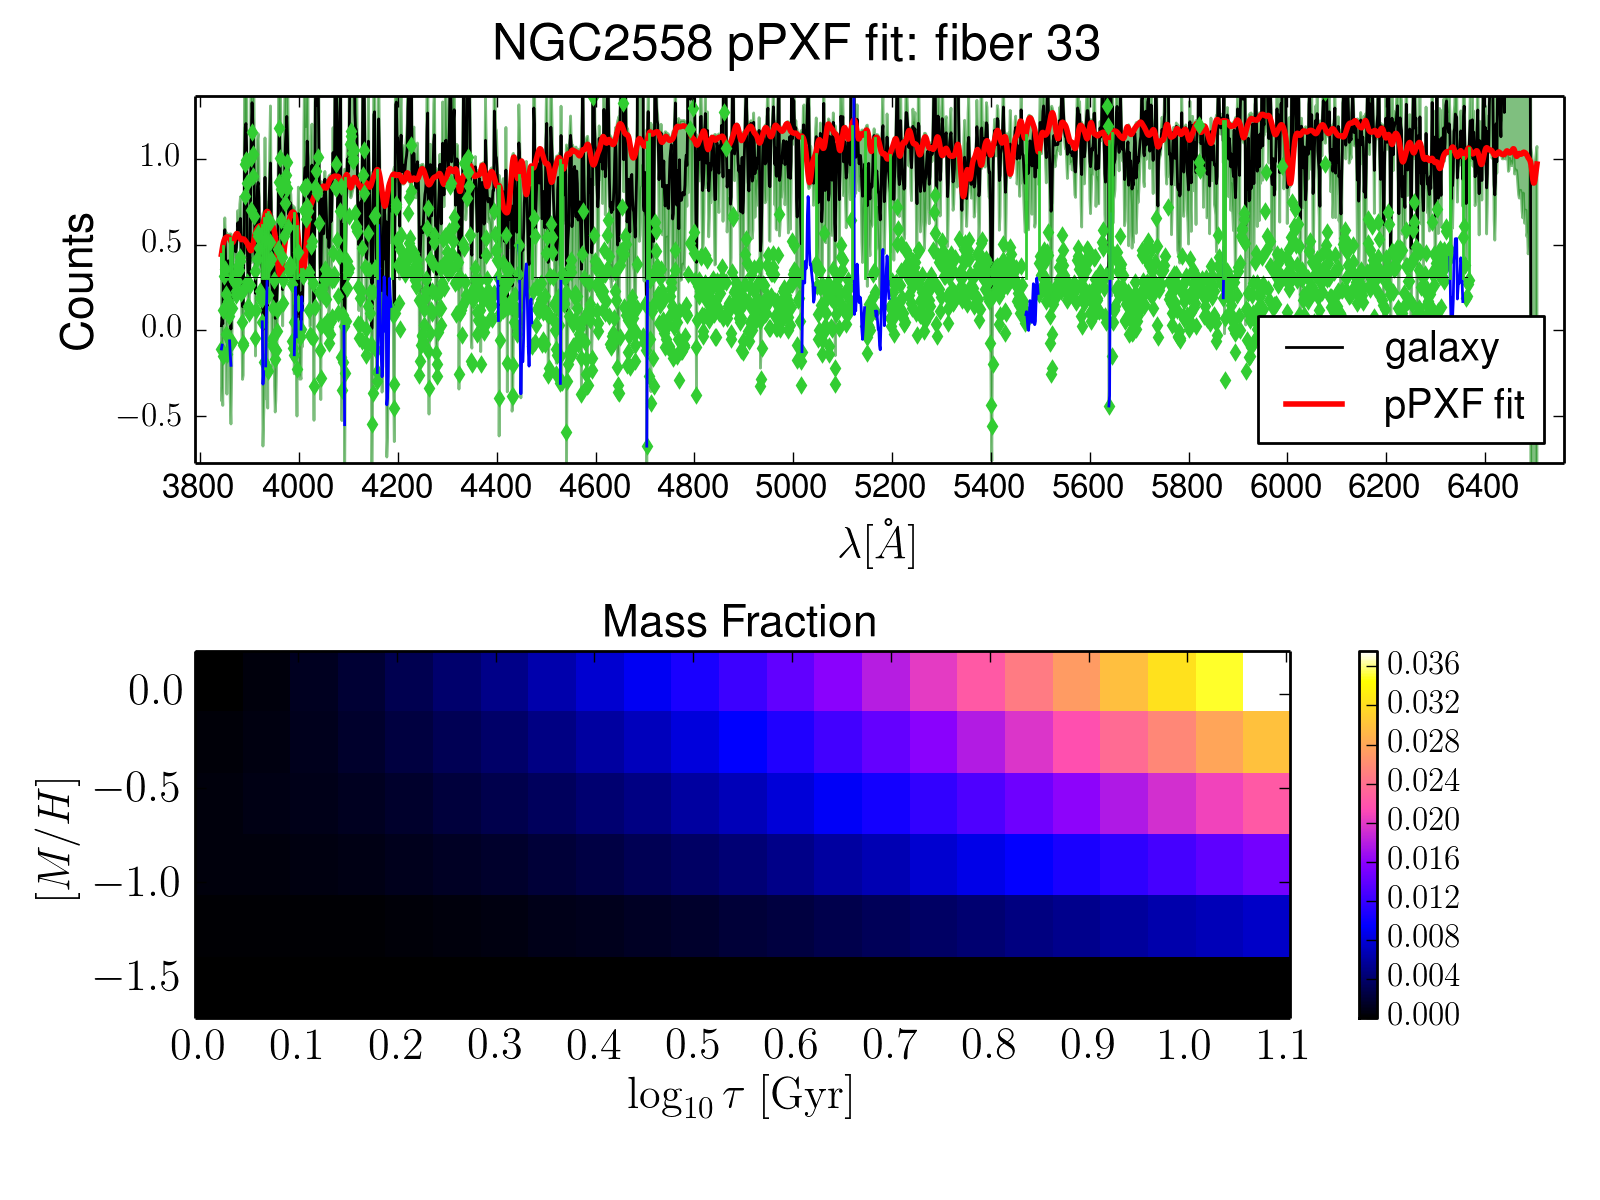 NGC2558 pPXF fit: fiber 33
Counts
1.0
0.5
0.0
−0.5
galaxy
pPXF fit
3800 4000 4200 4400 4600 4800 5000 5200 5400 5600 5800 6000 6200 6400
λ[Å]
Mass Fraction
[M/H]
0.0
−0.5
−1.0
−1.5
0.0 0.1 0.2 0.3 0.4 0.5 0.6 0.7 0.8 0.9 1.0 1.1
log₁₀ τ [Gyr]
0.036
0.032
0.028
0.024
0.020
0.016
0.012
0.008
0.004
0.000